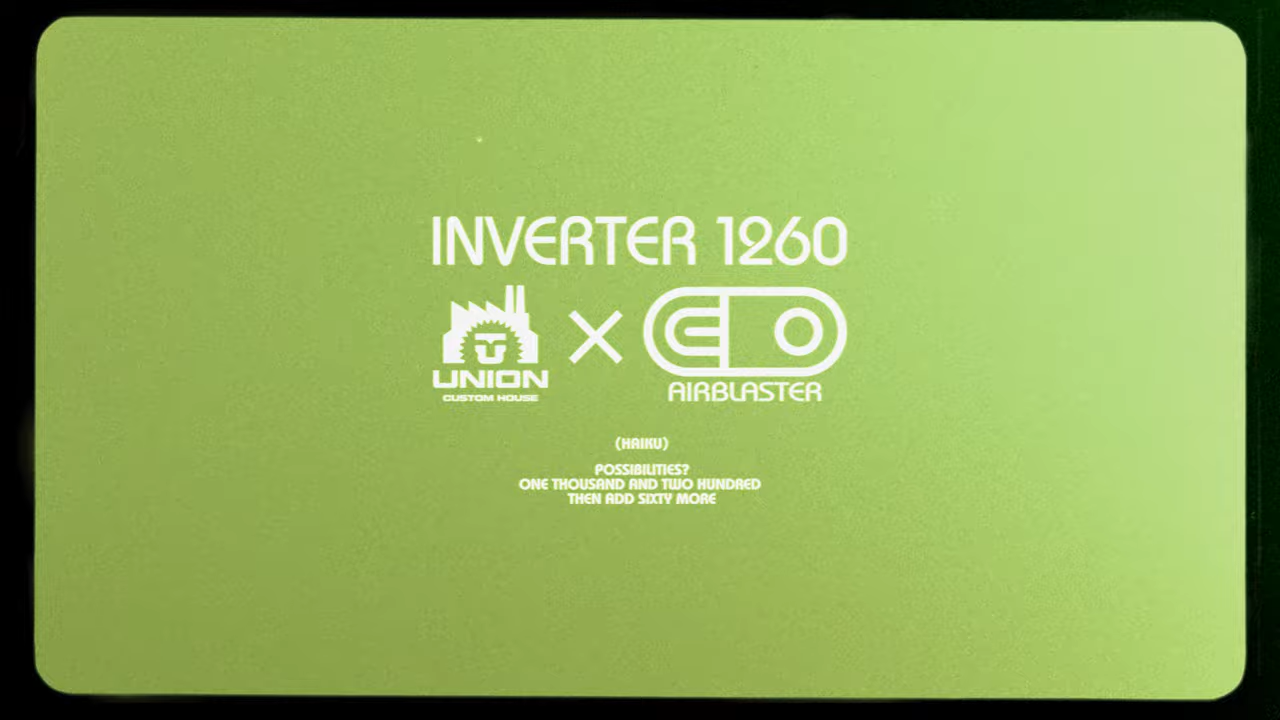 INVERTER 1260
UNION
CUSTOM HOUSE
X
AIRBLASTER
(HAIKU)
POSSIBILITIES?
ONE THOUSAND AND TWO HUNDRED
THEN ADD SIXTY MORE